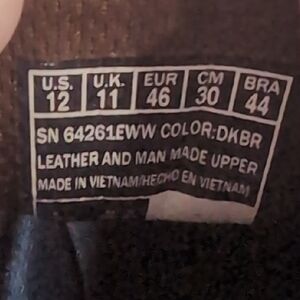 U.S. U.K. EUR CM BRA
12 11 46 30 44
SN 64261EWW COLOR:DKBR
LEATHER AND MAN MADE UPPER
MADE IN VIETNAM/HECHO EN VIETNAM